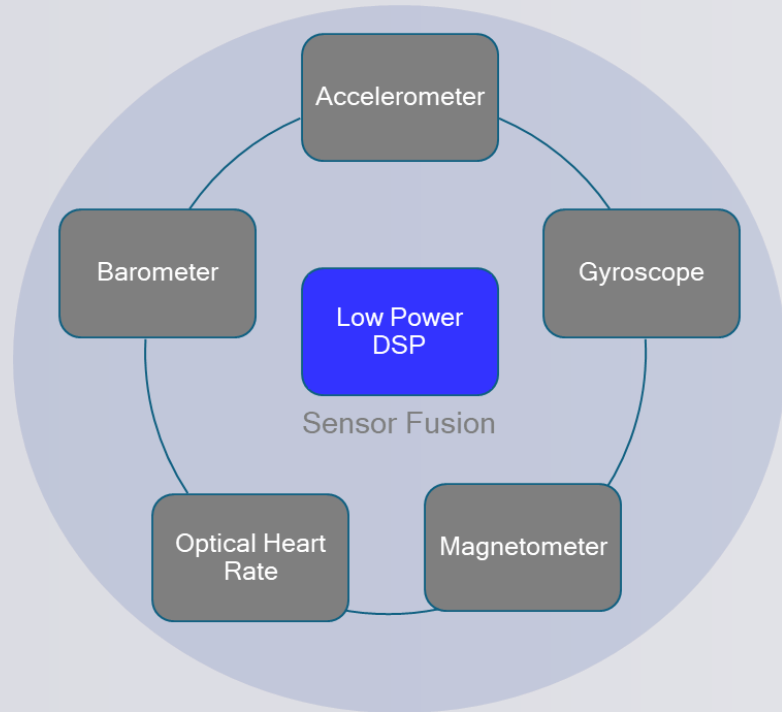 Accelerometer
Barometer
Gyroscope
Low Power
DSP
Sensor Fusion
Optical Heart
Rate
Magnetometer